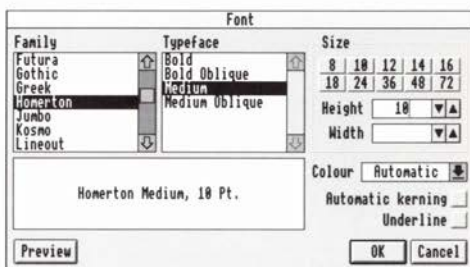 Font
Family
Futura
Gothic
Greek
Homerton
Jumbo
Kosmo
Lineout
Typeface
Bold
Bold Oblique
Medium
Medium Oblique
Size
8 | 10 | 12 | 14 | 16
18 | 24 | 36 | 48 | 72
Height 10
Width
Homerton Medium, 10 Pt.
Colour Automatic
Automatic kerning
Underline
Preview
OK
Cancel